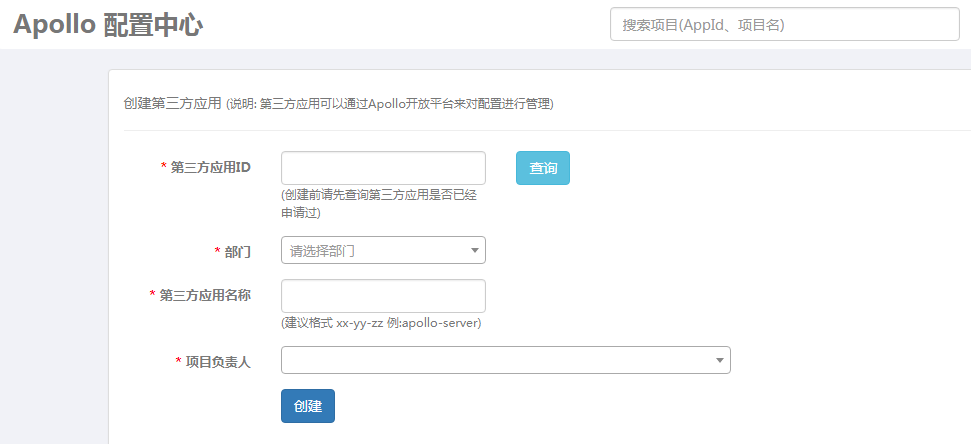 Apollo 配置中心
搜索项目(AppId、项目名)
创建第三方应用 (说明: 第三方应用可以通过Apollo开放平台来对配置进行管理)
* 第三方应用ID
查询
(创建前请先查询第三方应用是否已经
申请过)
* 部门
请选择部门
* 第三方应用名称
(建议格式 xx-yy-zz 例:apollo-server)
* 项目负责人
创建